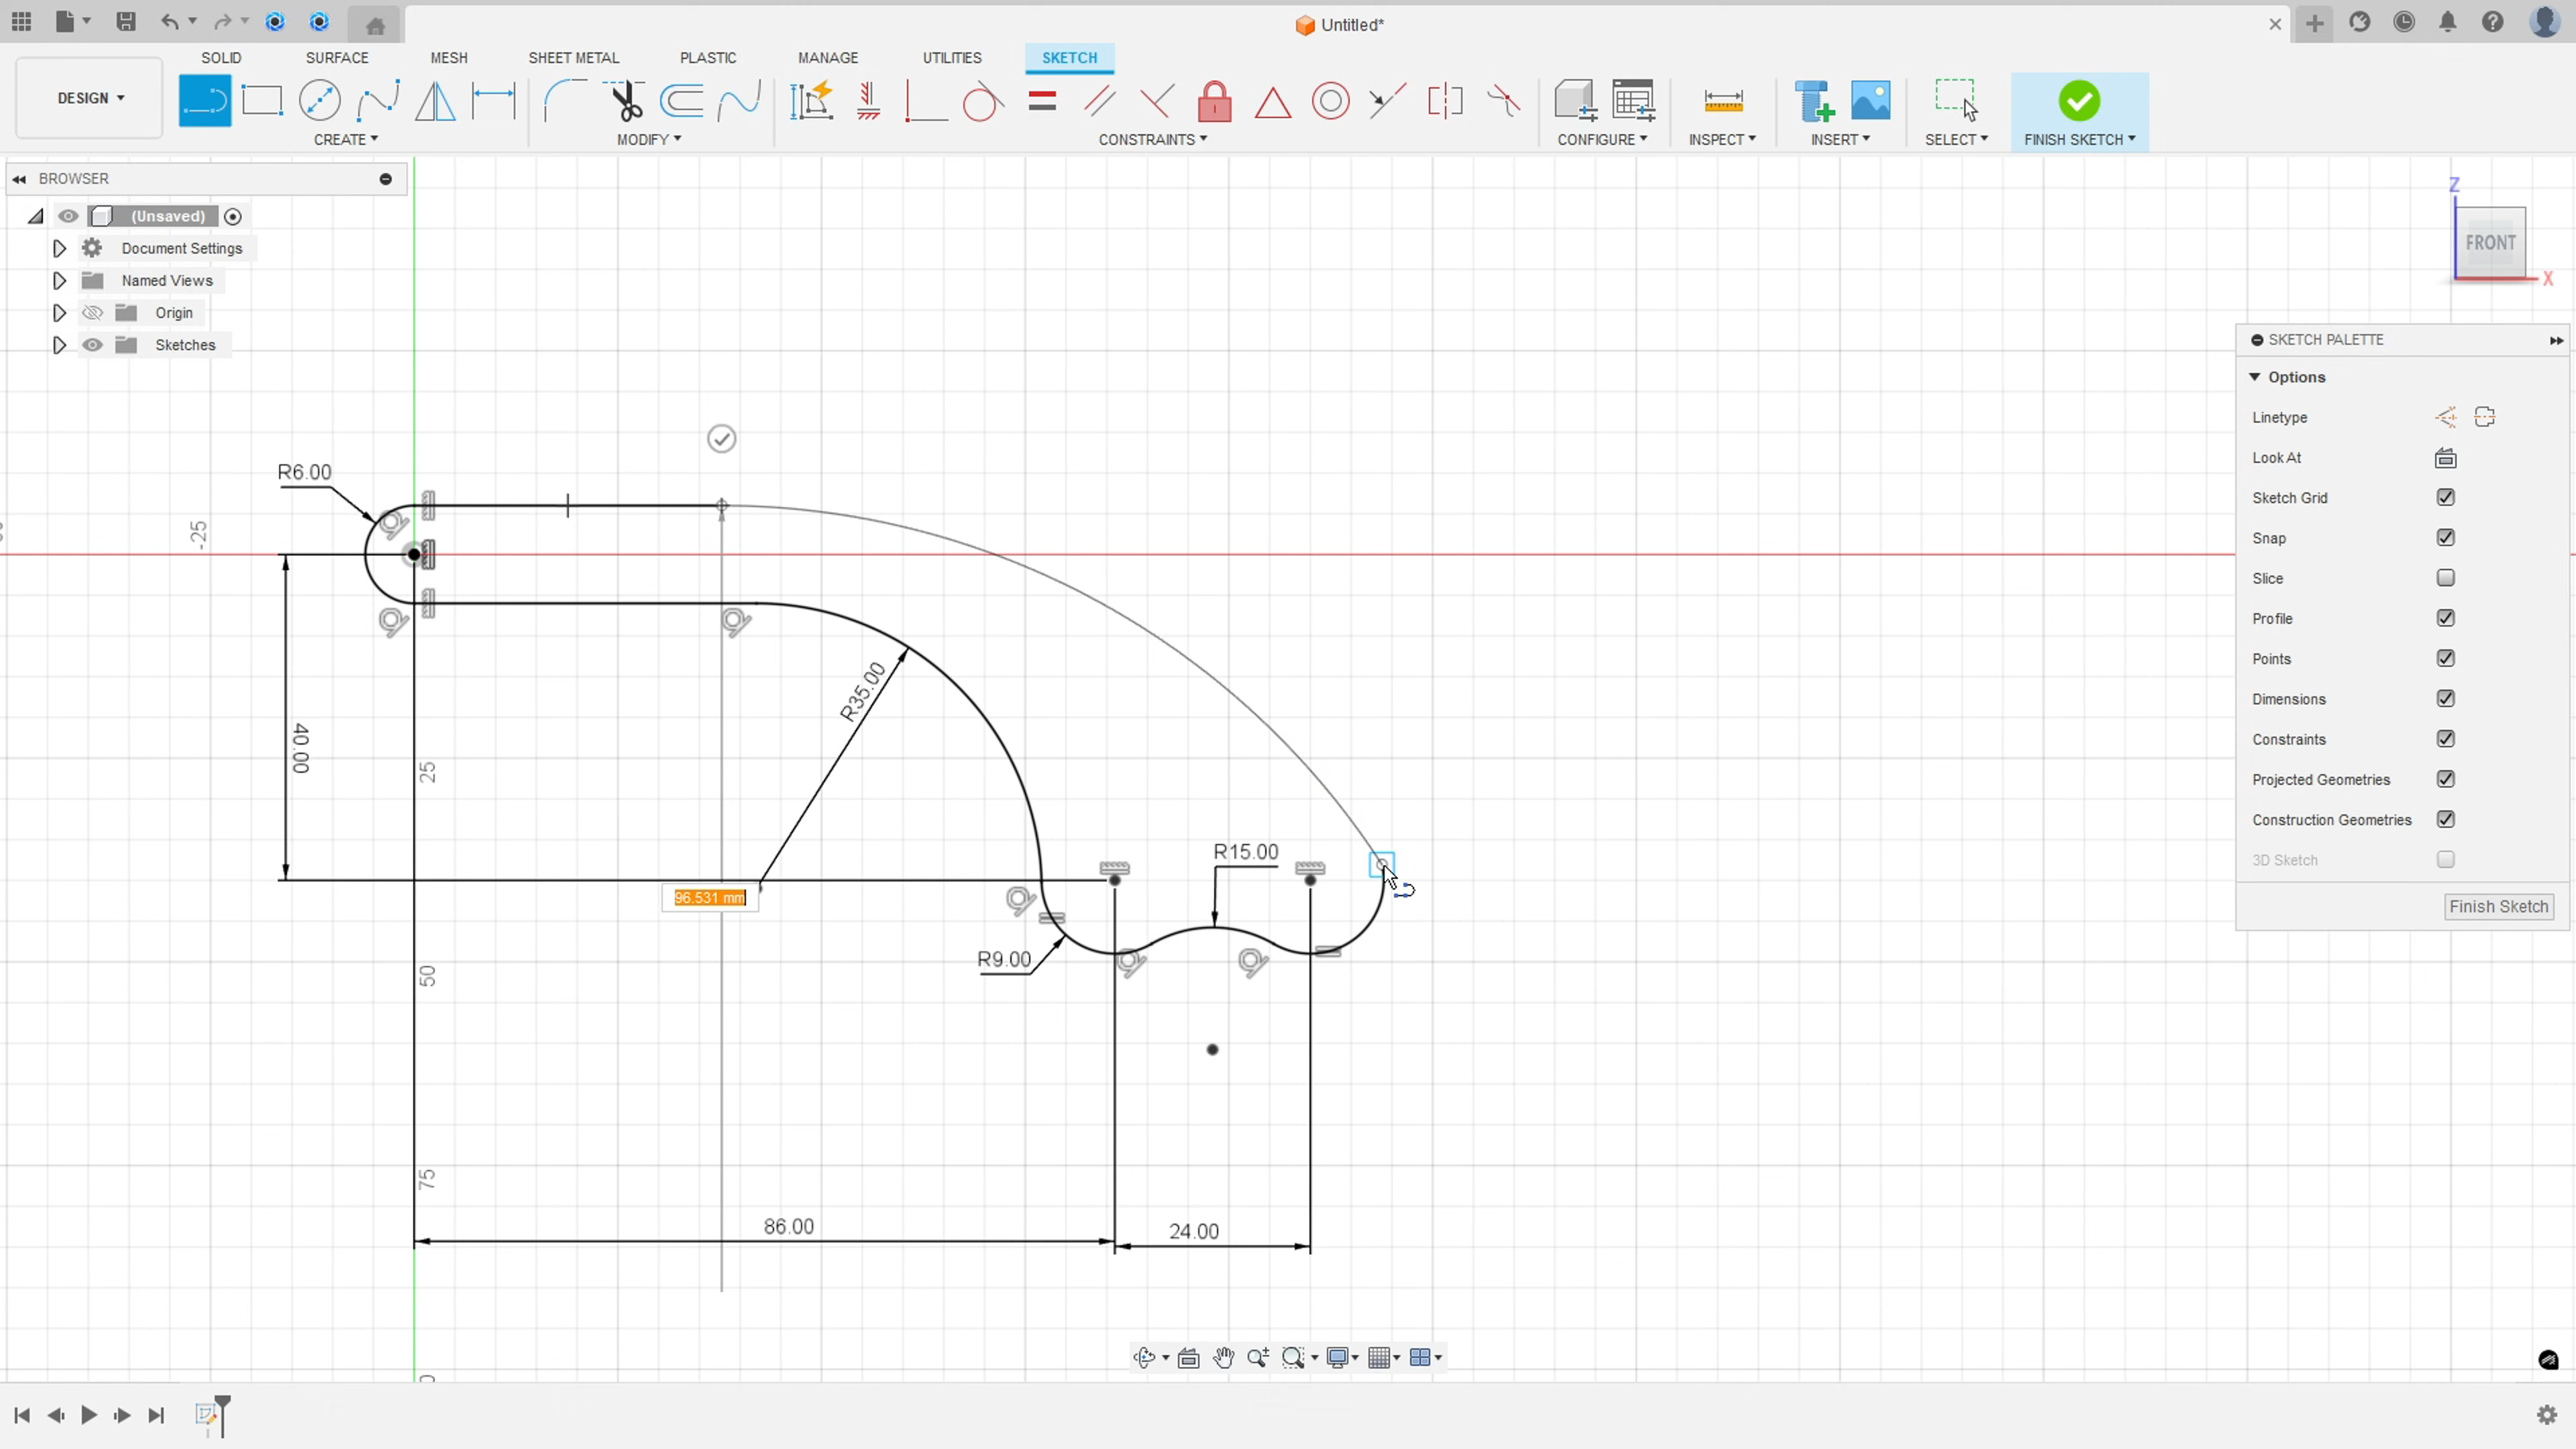 Untitled*
SOLID SURFACE MESH SHEET METAL PLASTIC MANAGE UTILITIES SKETCH
DESIGN
CREATE MODIFY CONSTRAINTS CONFIGURE INSPECT INSERT SELECT FINISH SKETCH
BROWSER
(Unsaved)
Document Settings
Named Views
Origin
Sketches
Z
FRONT
X
SKETCH PALETTE
Options
Linetype
Look At
Sketch Grid
Snap
Slice
Profile
Points
Dimensions
Constraints
Projected Geometries
Construction Geometries
3D Sketch
Finish Sketch
R6.00
-25
40.00
25
R35.00
R15.00
96.531 mm
R9.00
50
75
86.00
24.00